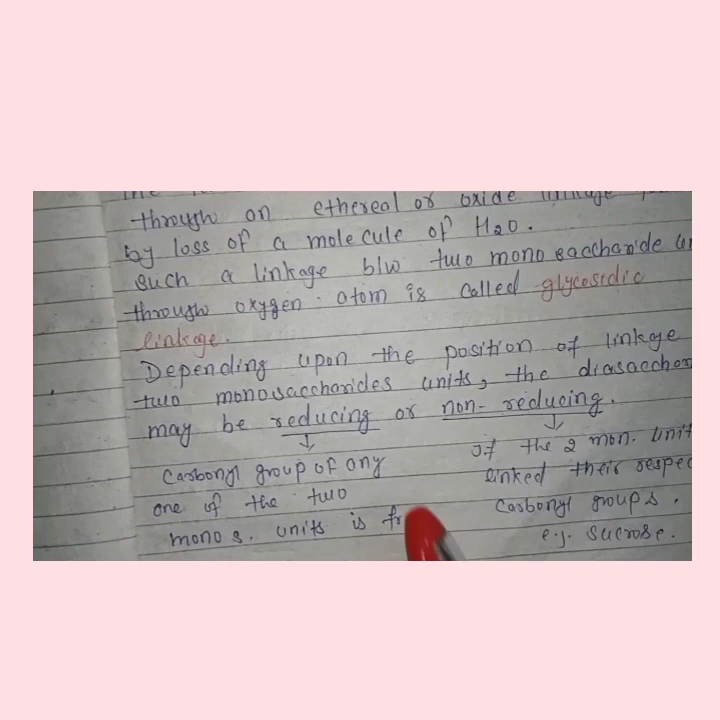 through an ethereal or oxide linkage
by loss of a molecule of H2O.
such a linkage b/w two monosaccharide
through oxygen atom is called glycosidic
linkage.
Depending upon the position of linkage
two monosaccharides units, the disacchar
may be reducing or non-reducing.
↓ ↓
Carbonyl group of any
one of the two
monos. units is fr
if the 2 mon. unit
linked their respec
Carbonyl groups.
e.g. sucrose.